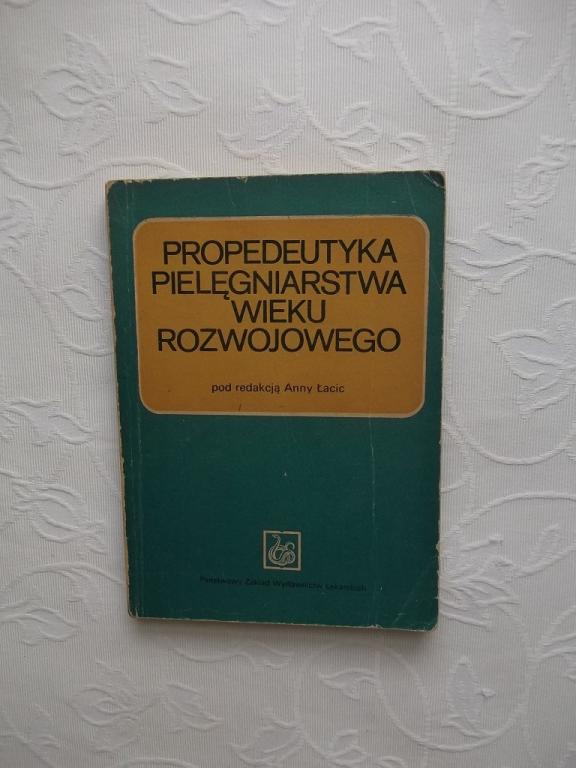 PROPEDEUTYKA
PIELĘGNIARSTWA
WIEKU
ROZWOJOWEGO
pod redakcją Anny Łacic
Państwowy Zakład Wydawnictw Lekarskich